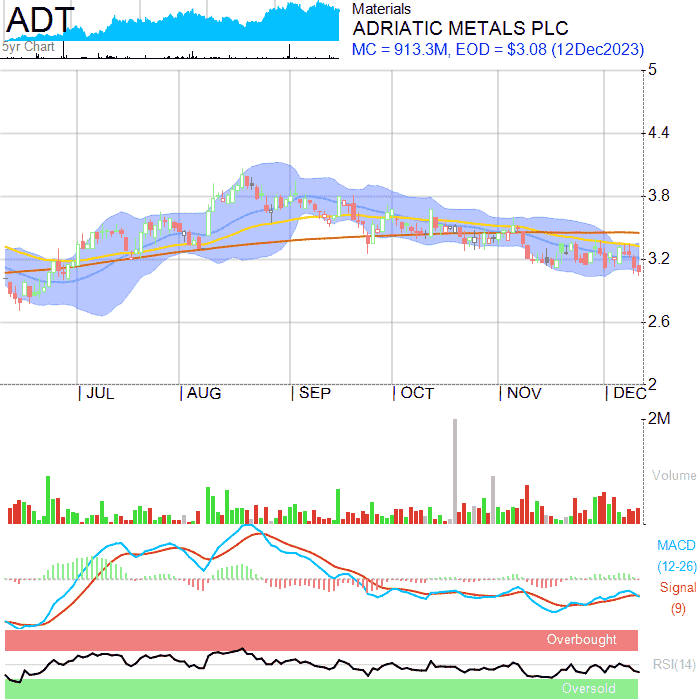 ADT
5yr Chart
Materials
ADRIATIC METALS PLC
MC = 913.3M, EOD = $3.08 (12Dec2023)
5
4.4
3.8
3.2
2.6
2
JUL AUG SEP OCT NOV DEC
2M
Volume
MACD
(12-26)
Signal
(9)
Overbought
RSI(14)
Oversold